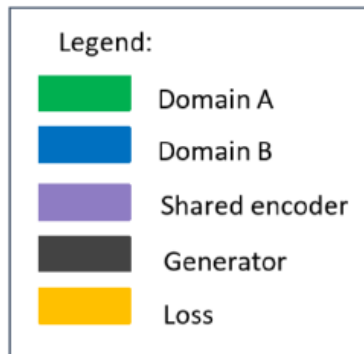 Legend:
Domain A
Domain B
Shared encoder
Generator
Loss